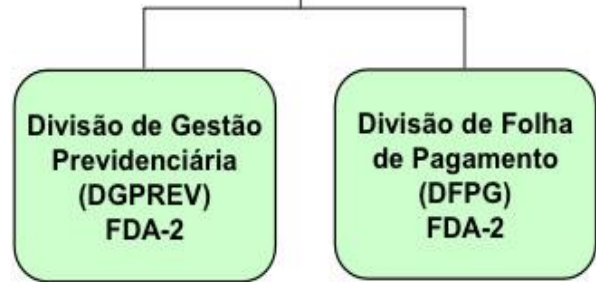 Divisão de Gestão
Previdenciária
(DGPREV)
FDA-2
Divisão de Folha
de Pagamento
(DFPG)
FDA-2